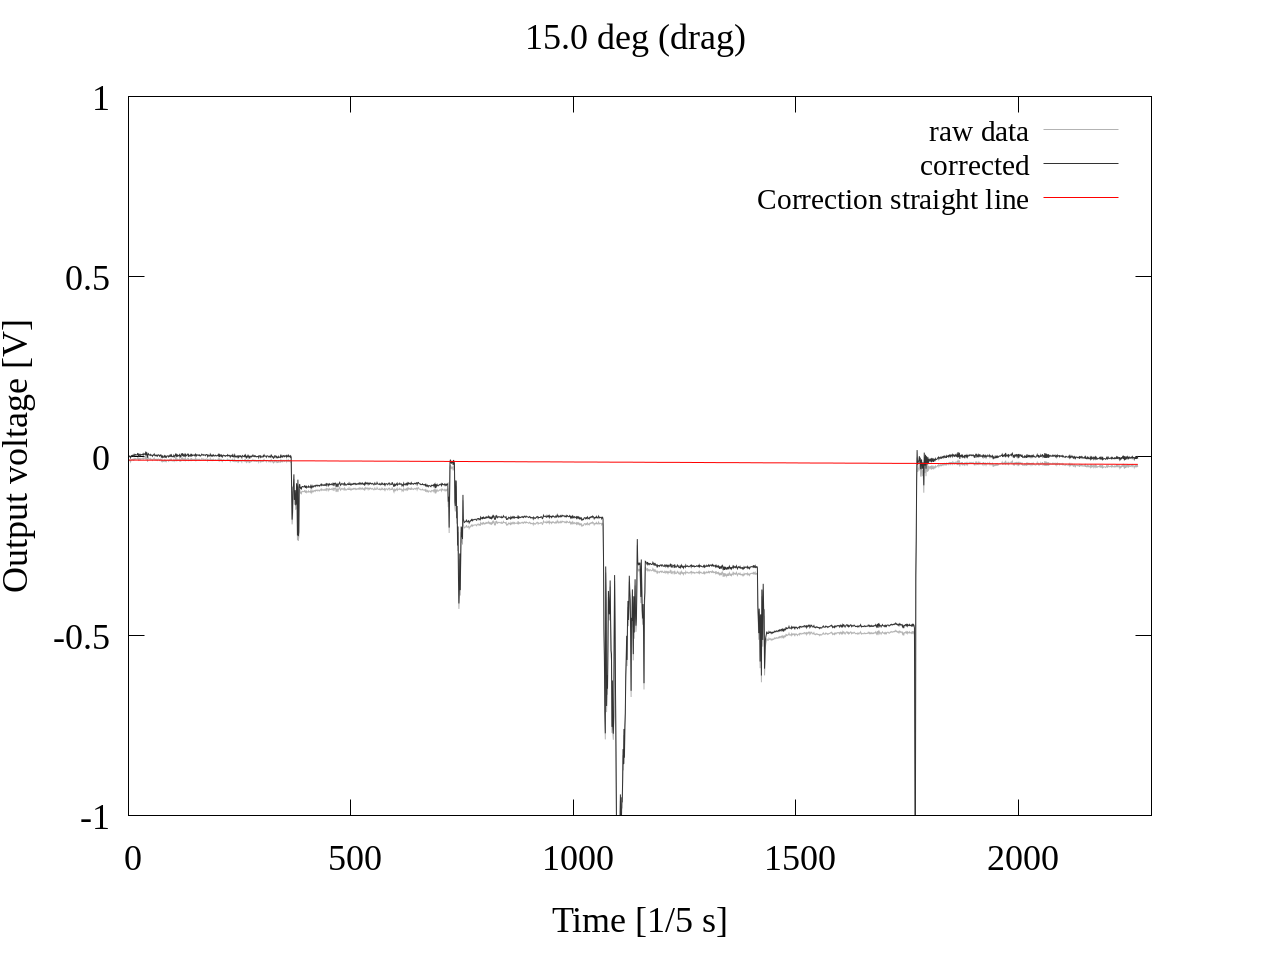 15.0 deg (drag)
raw data
corrected
Correction straight line
1
0.5
0
-0.5
-1
Output voltage [V]
0 500 1000 1500 2000
Time [1/5 s]